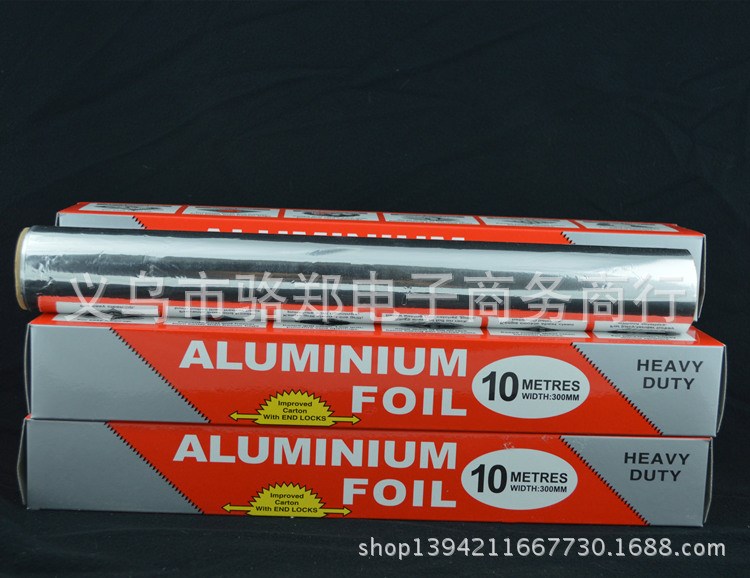 ALUMINIUM
义乌市骆郑电子商务商行
ALUMINIUM
FOIL
10 METRES
WIDTH:300MM
HEAVY
DUTY
Improved
Carton
With END LOCKS
ALUMINIUM
FOIL
10 METRES
WIDTH:300MM
HEAVY
DUTY
Improved
Carton
With END LOCKS
shop1394211667730.1688.com